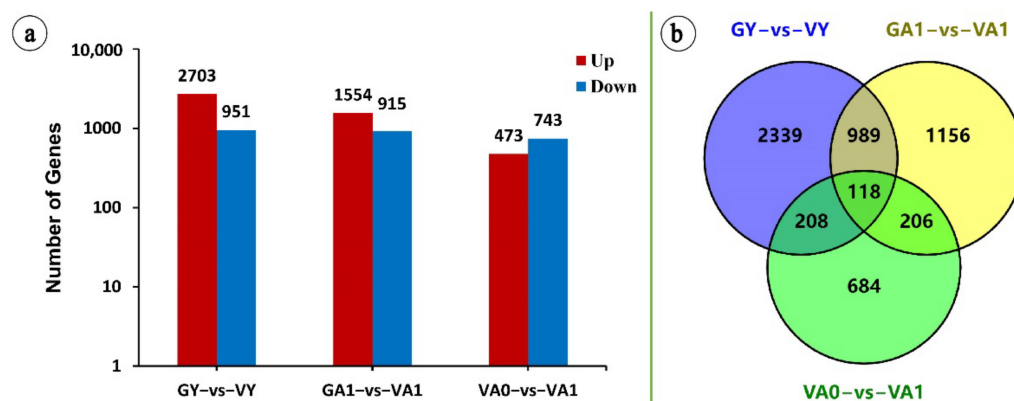 a
Number of Genes
10,000
1000
100
10
1
2703
951
1554
915
473
743
Up
Down
GY-vs-VY
GA1-vs-VA1
VA0-vs-VA1
b
GY-vs-VY
GA1-vs-VA1
2339
989
1156
118
208
206
684
VA0-vs-VA1